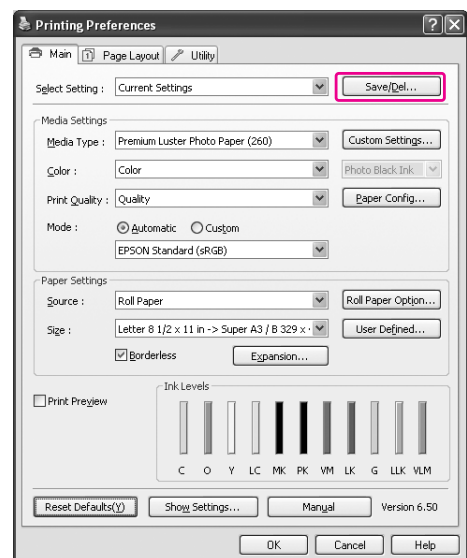 Printing Preferences
Main Page Layout Utility
Select Setting : Current Settings Save/Del...
Media Settings
Media Type : Premium Luster Photo Paper (260) Custom Settings...
Color : Color Photo Black Ink
Print Quality : Quality Paper Config...
Mode : Automatic Custom
EPSON Standard (sRGB)
Paper Settings
Source : Roll Paper Roll Paper Option...
Size : Letter 8 1/2 x 11 in -> Super A3 / B 329 x User Defined...
Borderless Expansion...
Print Preview
Ink Levels
C O Y LC MK PK VM LK G LLK VLM
Reset Defaults(Y) Show Settings... Manual Version 6.50
OK Cancel Help